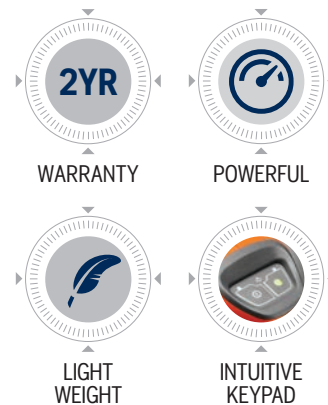 2YR
WARRANTY
POWERFUL
LIGHT
WEIGHT
INTUITIVE
KEYPAD